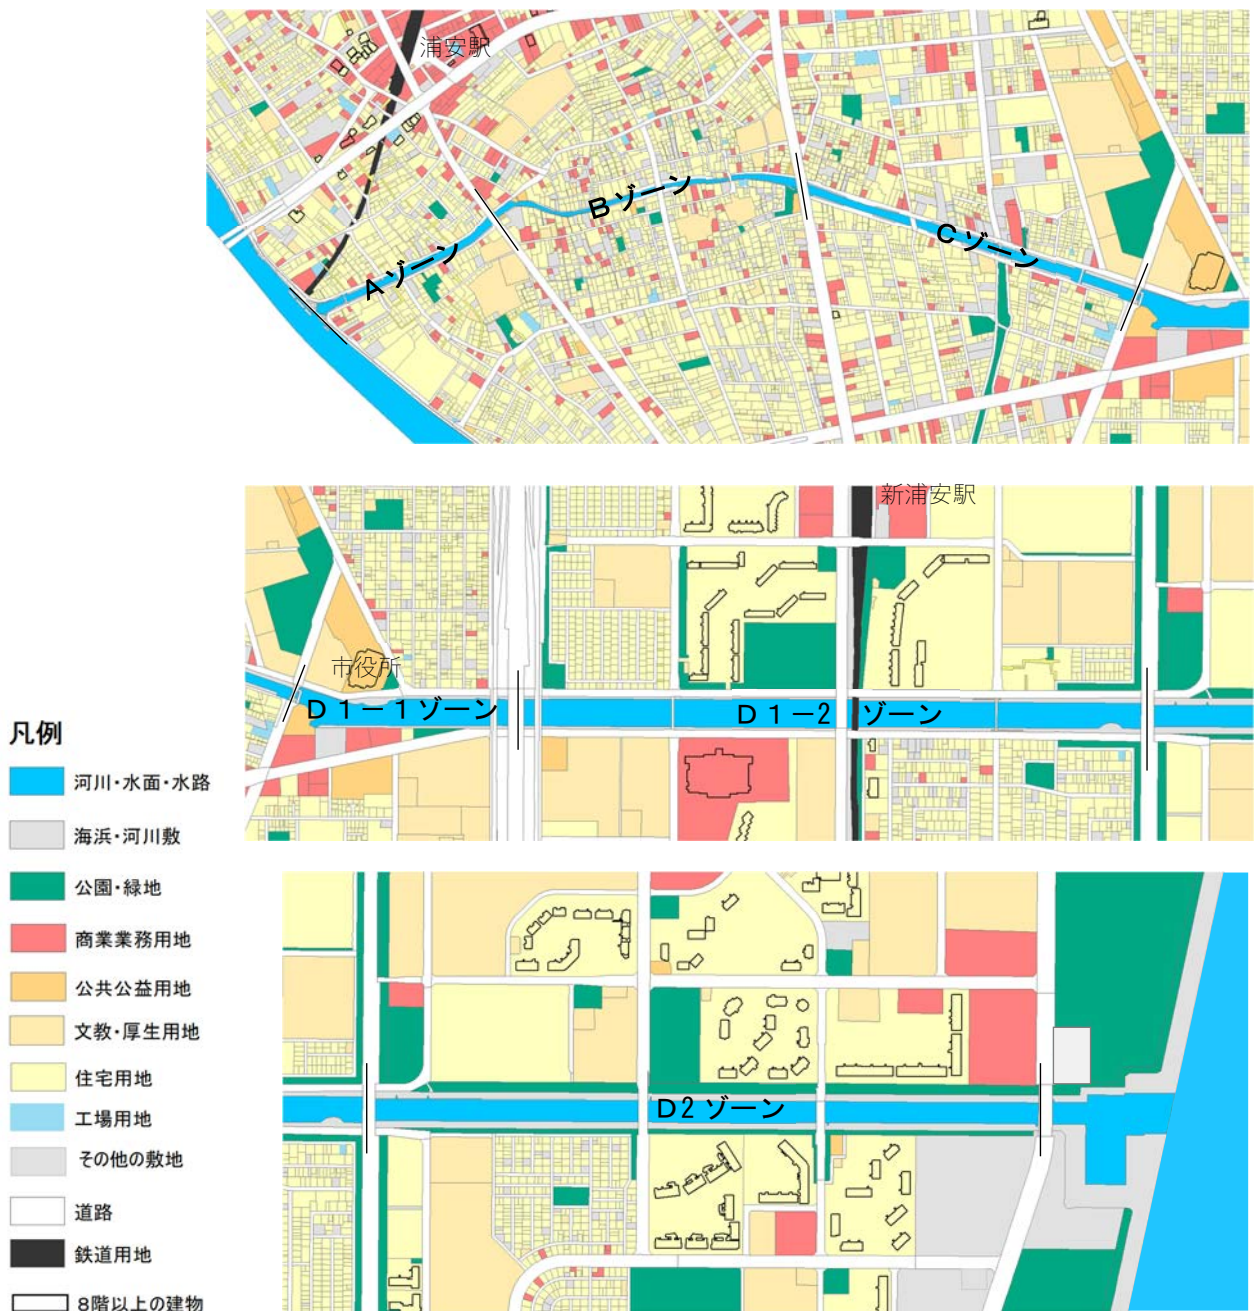 浦安駅
Aゾーン
Bゾーン
Cゾーン
新浦安駅
市役所
D1-1ゾーン
D1-2 ゾーン
D2 ゾーン
凡例
河川・水面・水路
海浜・河川敷
公園・緑地
商業業務用地
公共公益用地
文教・厚生用地
住宅用地
工場用地
その他の敷地
道路
鉄道用地
8階以上の建物